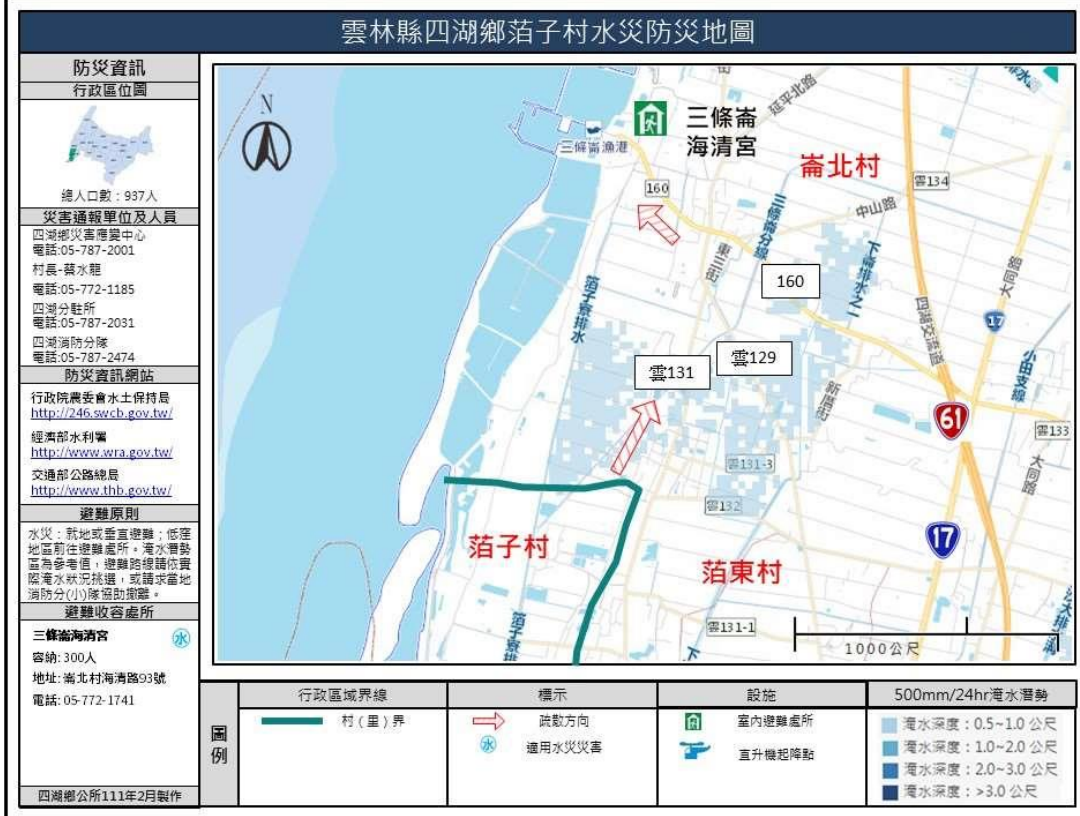 雲林縣四湖鄉萡子村水災防災地圖
防災資訊
行政區位圖
總人口數：937人
災害通報單位及人員
四湖鄉災害應變中心
電話:05-787-2001
村長-蔡水龍
電話:05-772-1185
四湖分駐所
電話:05-787-2031
四湖消防分隊
電話:05-787-2474
防災資訊網站
行政院農委會水土保持局
http://246.swcb.gov.tw/
經濟部水利署
http://www.wra.gov.tw/
交通部公路總局
http://www.thb.gov.tw/
避難原則
水災：就地或垂直避難；低窪
地區前往避難處所。淹水潛勢
區為參考值，避難路線請依實
際淹水狀況挑選，或請求當地
消防分(小)隊協助撤離。
避難收容處所
三條崙海清宮
水
容納: 300人
地址: 崙北村海清路93號
電話: 05-772-1741
四湖鄉公所111年2月製作
N
三條崙
海清宮
三條崙漁港
延平北路
崙北村
160
雲134
中山路
三條崙分線
下崙排水之二
東三街
萡子寮排水
160
大同路
17
四湖交流道
小田支線
雲129
雲131
新厝街
61
雲133
雲131-3
大同路
雲132
17
萡子村
萡東村
萡子寮排
雲131-1
下
1000公尺
圖例
行政區域界線
村（里）界
標示
疏散方向
水
適用水災災害
設施
室內避難處所
直升機起降點
500mm/24hr淹水潛勢
淹水深度：0.5~1.0 公尺
淹水深度：1.0~2.0 公尺
淹水深度：2.0~3.0 公尺
淹水深度：>3.0 公尺